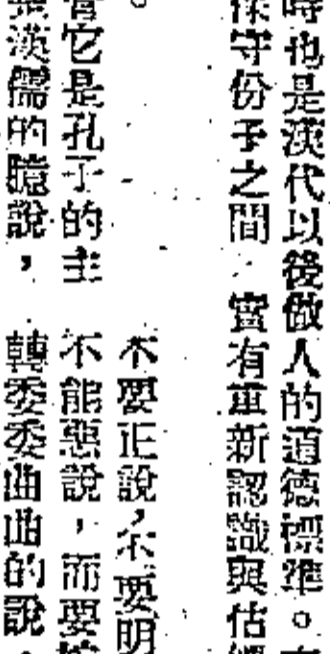 時也是漢代以後做人的道德標準。
保守份子之間實有重新認識與估
。
不要正說，不要明
它是孔子的主不能惡說，而要
漢儒的臆說，轉委委曲曲的說，